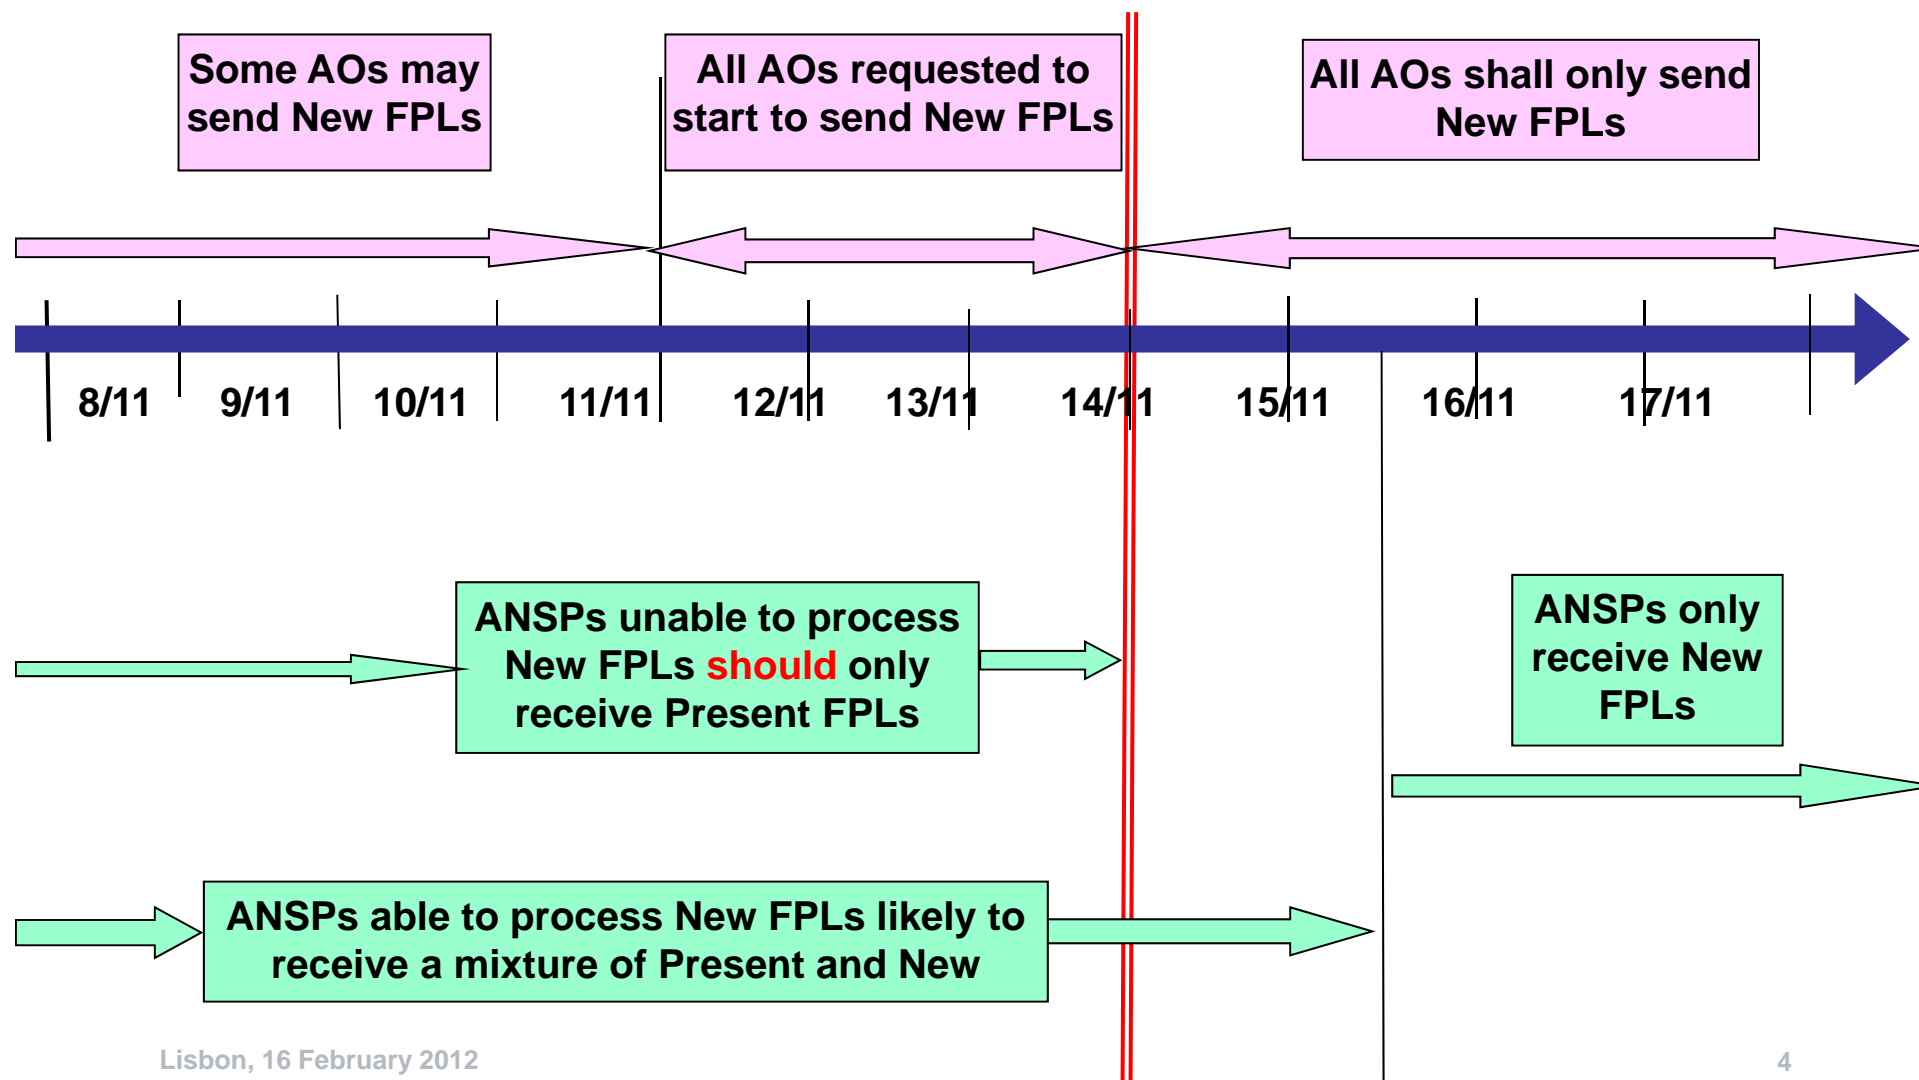 Some AOs may
send New FPLs
All AOs requested to
start to send New FPLs
All AOs shall only send
New FPLs
8/11 9/11 10/11 11/11 12/11 13/11 14/11 15/11 16/11 17/11
ANSPs unable to process
New FPLs should only
receive Present FPLs
ANSPs only
receive New
FPLs
ANSPs able to process New FPLs likely to
receive a mixture of Present and New
Lisbon, 16 February 2012
4